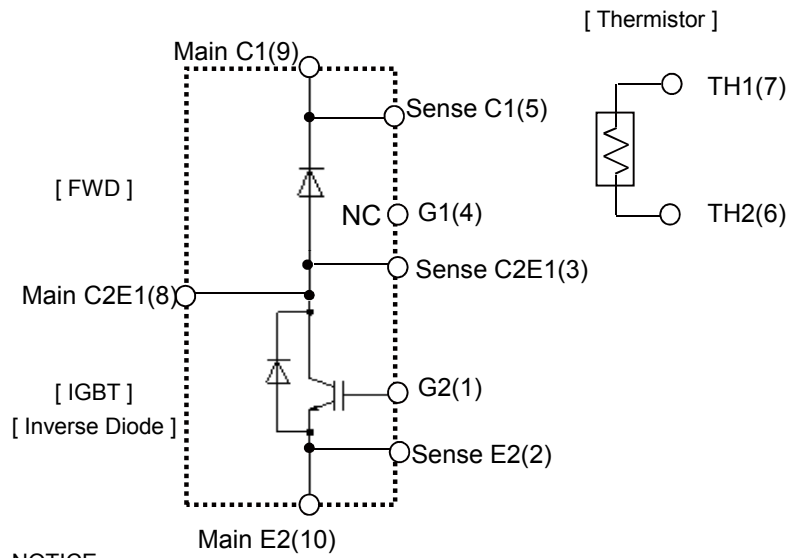 [ Thermistor ]
Main C1(9)
TH1(7)
Sense C1(5)
[ FWD ]
NC G1(4)
TH2(6)
Sense C2E1(3)
Main C2E1(8)
[ IGBT ]
G2(1)
[ Inverse Diode ]
Sense E2(2)
Main E2(10)